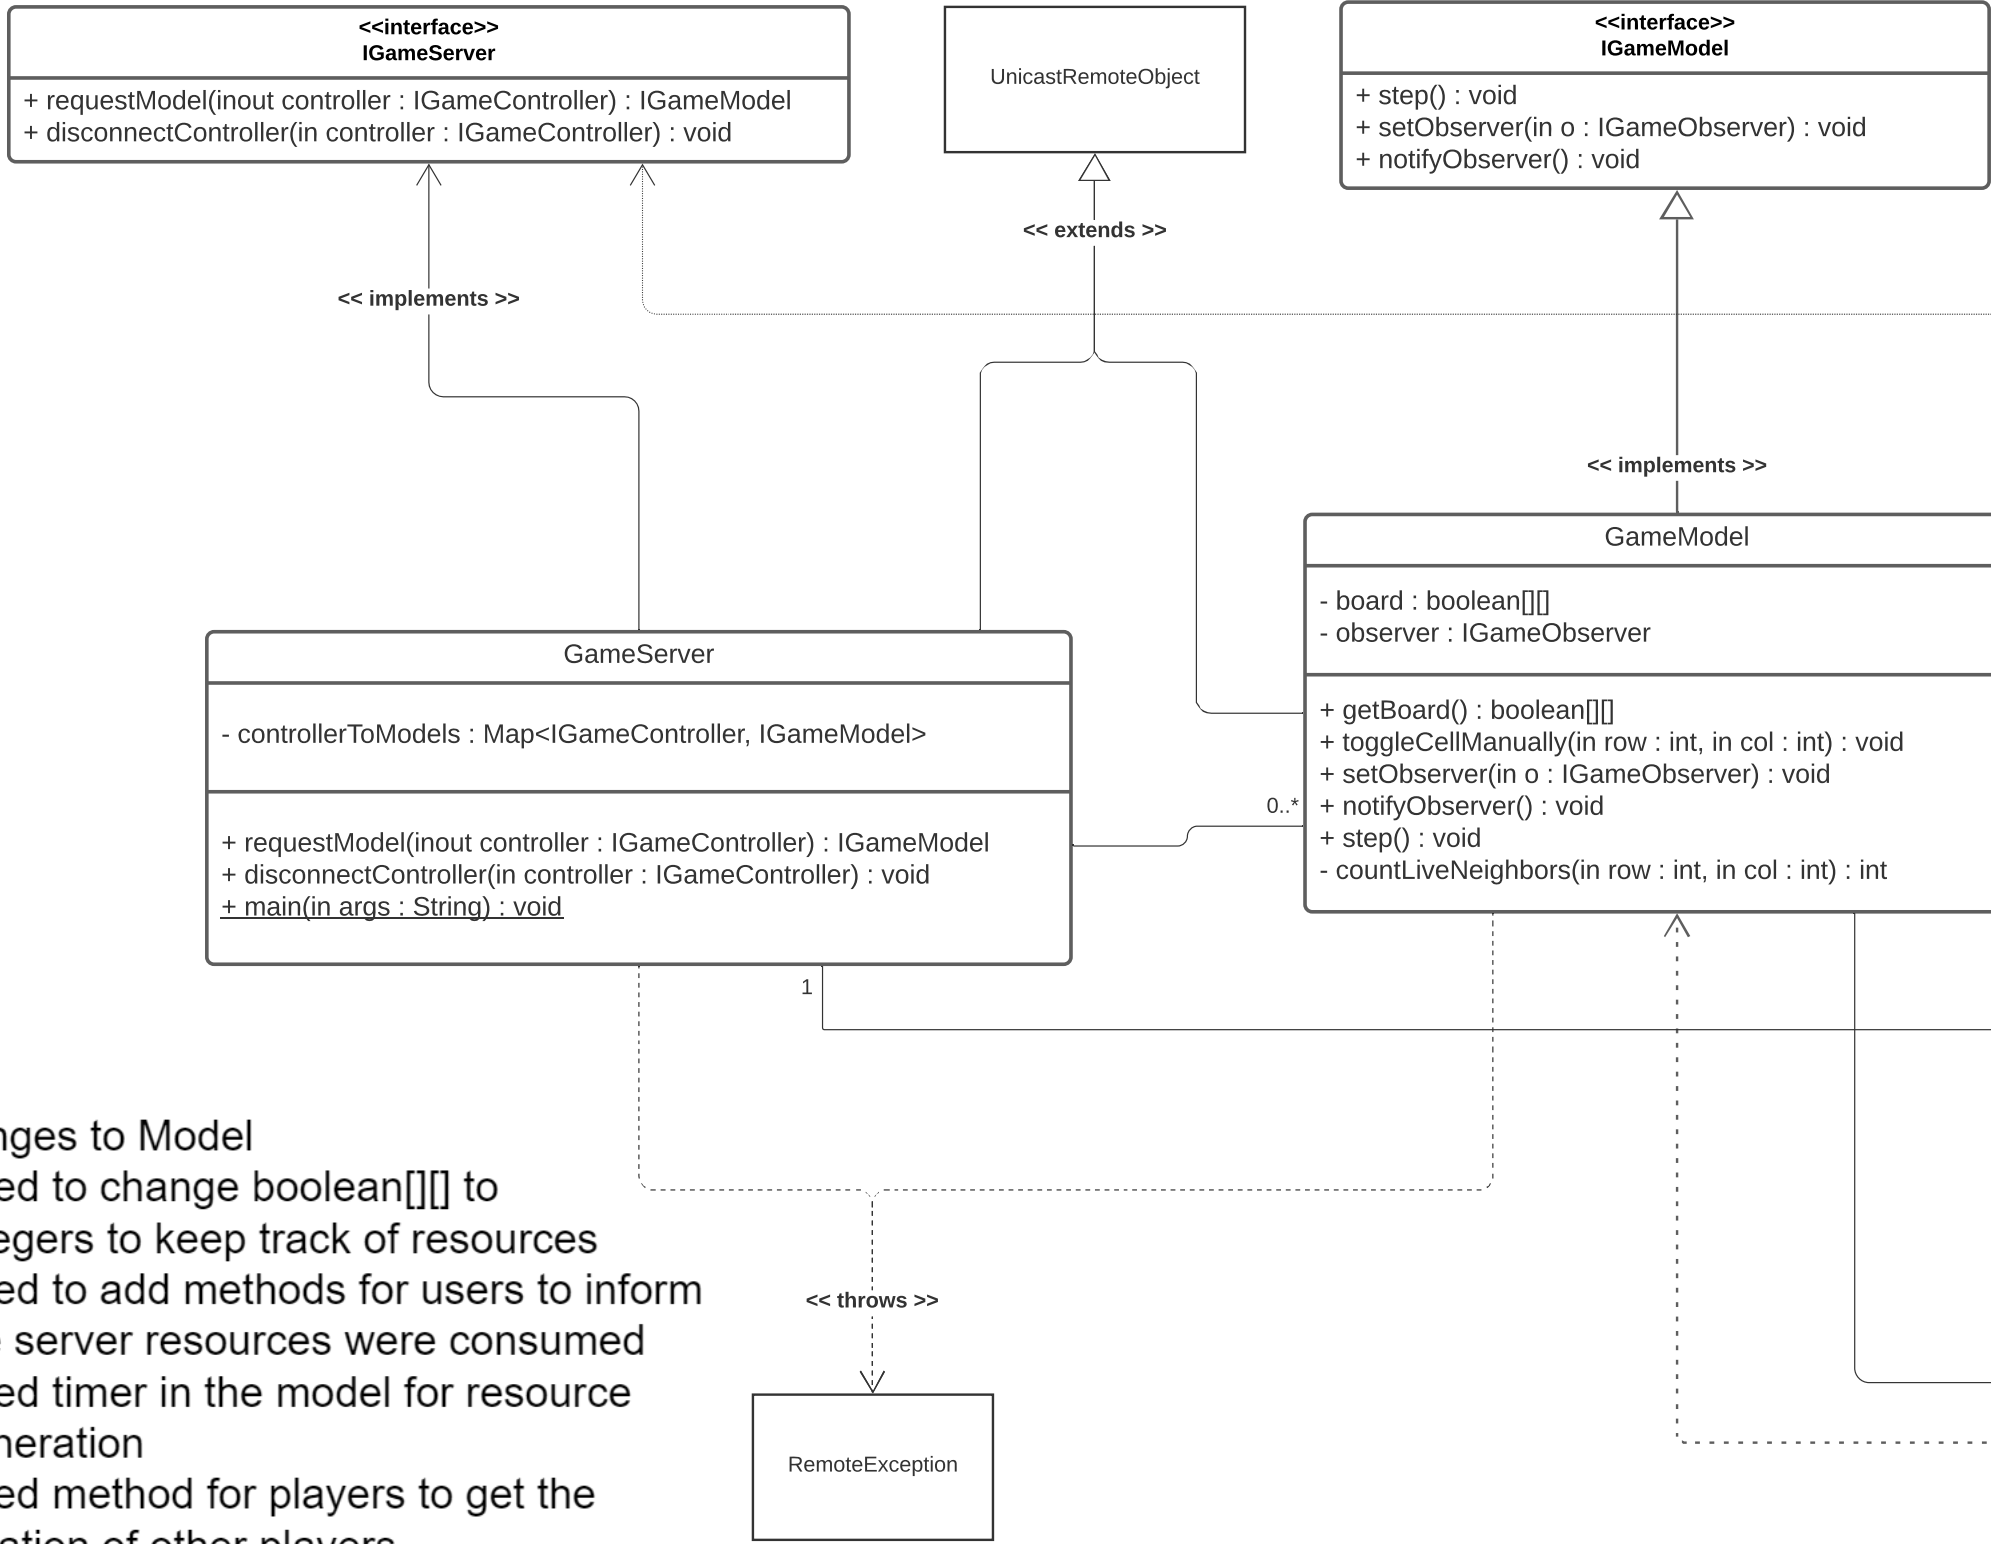 <<interface>>
IGameServer
+ requestModel(inout controller : IGameController) : IGameModel
+ disconnectController(in controller : IGameController) : void
UnicastRemoteObject
<<interface>>
IGameModel
+ step() : void
+ setObserver(in o : IGameObserver) : void
+ notifyObserver() : void
<< extends >>
<< implements >>
<< implements >>
GameModel
- board : boolean[][]
- observer : IGameObserver
+ getBoard() : boolean[][]
+ toggleCellManually(in row : int, in col : int) : void
+ setObserver(in o : IGameObserver) : void
+ notifyObserver() : void
+ step() : void
- countLiveNeighbors(in row : int, in col : int) : int
GameServer
- controllerToModels : Map<IGameController, IGameModel>
+ requestModel(inout controller : IGameController) : IGameModel
+ disconnectController(in controller : IGameController) : void
+ main(in args : String) : void
0..*
1
nges to Model
ed to change boolean[][] to
egers to keep track of resources
ed to add methods for users to inform
server resources were consumed
ed timer in the model for resource
neration
ed method for players to get the
ation of other players
<< throws >>
RemoteException